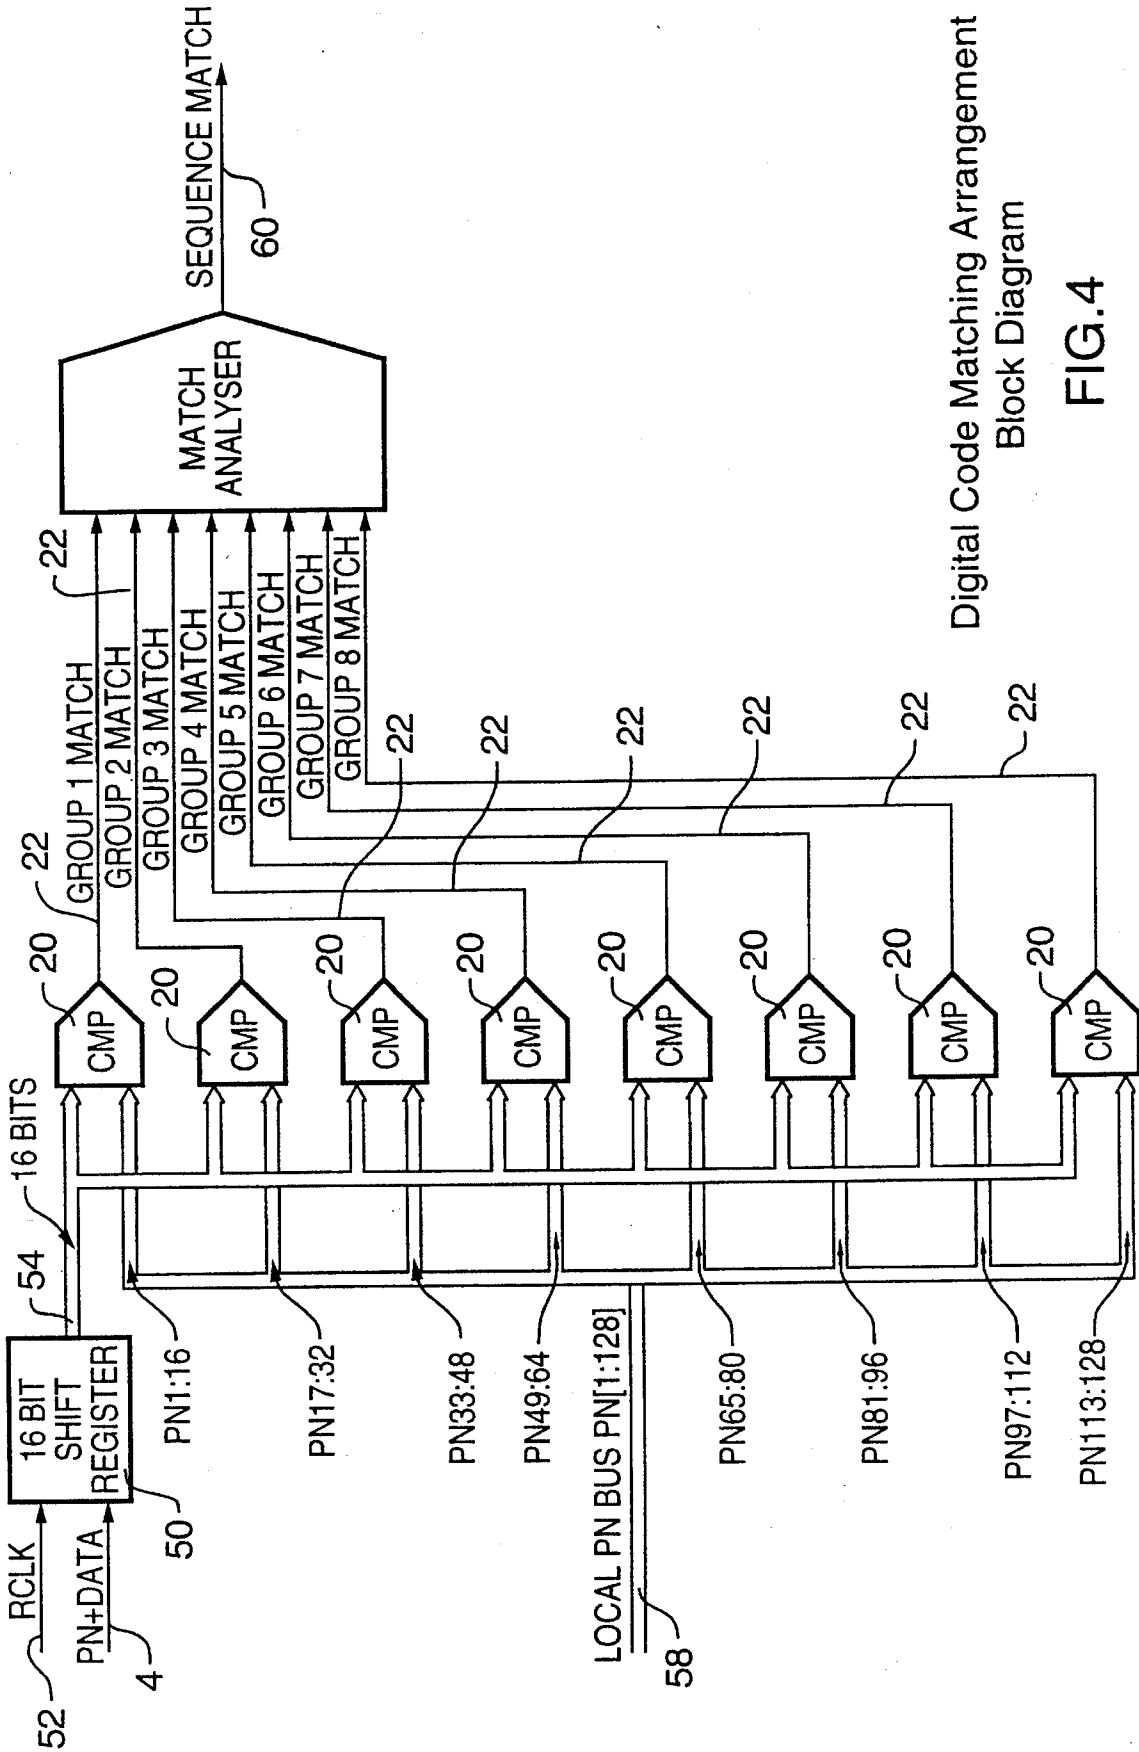 52
RCLK
PN+DATA
4
16 BIT
SHIFT
REGISTER
50
54
16 BITS
PN1:16
PN17:32
PN33:48
PN49:64
LOCAL PN BUS PN[1:128]
58
PN65:80
PN81:96
PN97:112
PN113:128
CMP
20
CMP
20
CMP
20
CMP
20
CMP
20
CMP
20
CMP
20
CMP
20
22
GROUP 1 MATCH
22
GROUP 2 MATCH
GROUP 3 MATCH
GROUP 4 MATCH
GROUP 5 MATCH
GROUP 6 MATCH
GROUP 7 MATCH
GROUP 8 MATCH
22
22
22
22
22
22
MATCH
ANALYSER
SEQUENCE MATCH
60
Digital Code Matching Arrangement
Block Diagram
FIG.4